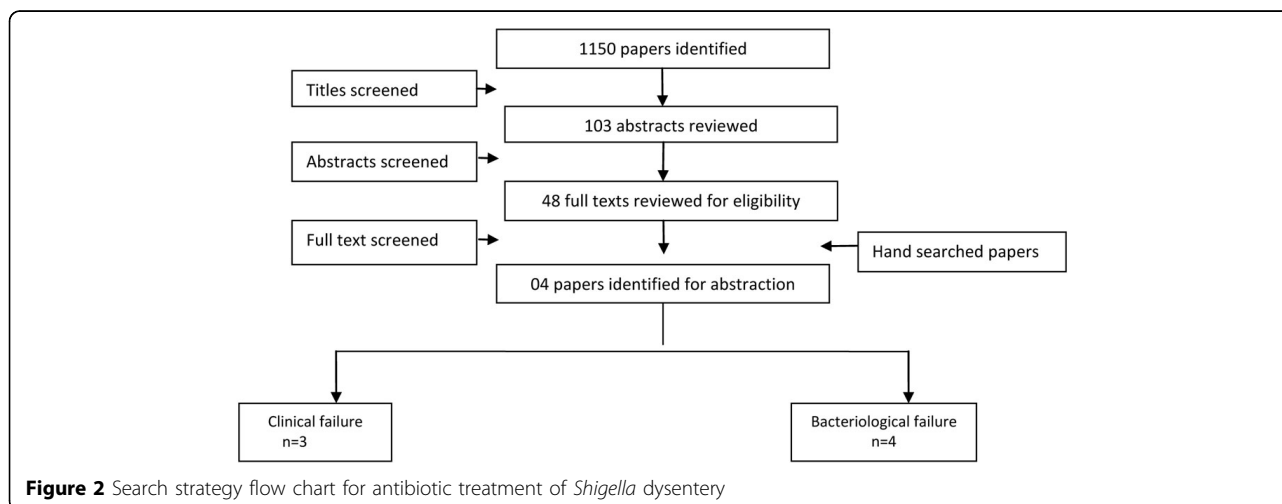 1150 papers identified
Titles screened
103 abstracts reviewed
Abstracts screened
48 full texts reviewed for eligibility
Full text screened
Hand searched papers
04 papers identified for abstraction
Clinical failure
n=3
Bacteriological failure
n=4
Figure 2 Search strategy flow chart for antibiotic treatment of Shigella dysentery